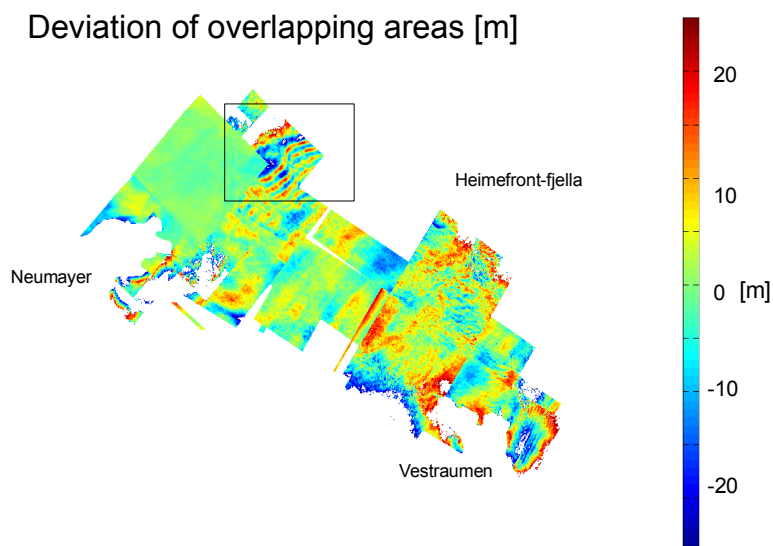 Deviation of overlapping areas [m]
20
Heimefront-fjella
10
Neumayer
0 [m]
-10
Vestraumen
-20